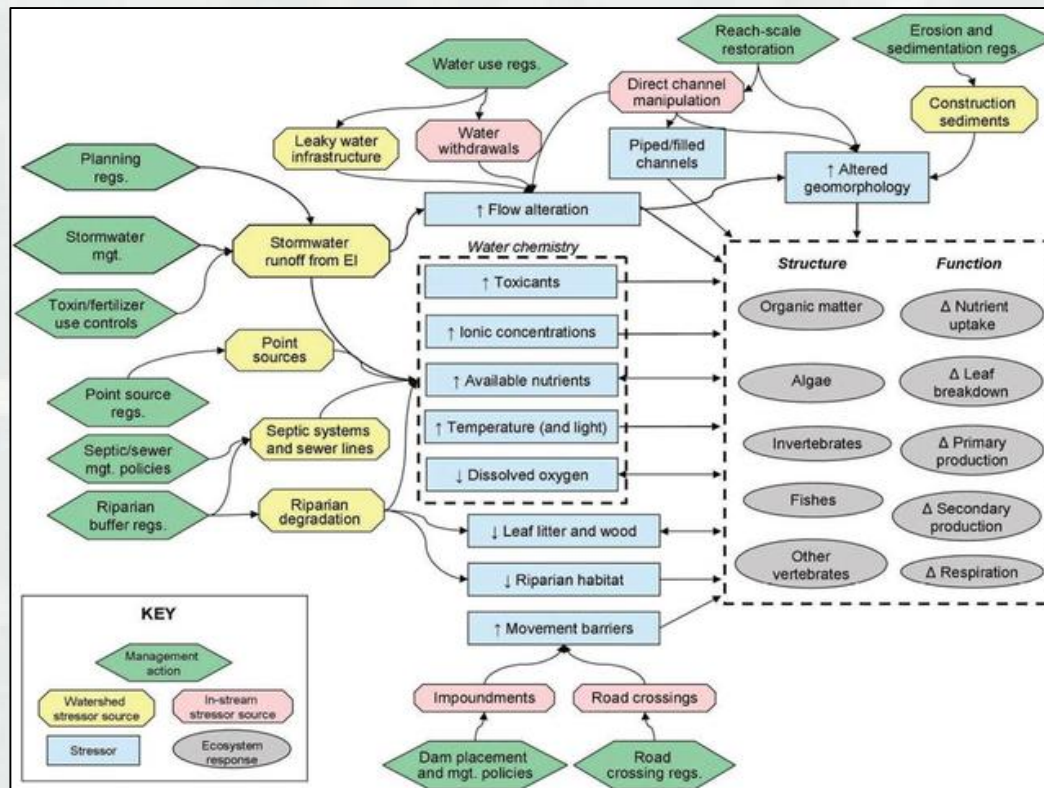 Reach-scale
restoration
Erosion and
sedimentation regs.
Water use regs.
Direct channel
manipulation
Construction
sediments
Leaky water
infrastructure
Water
withdrawals
Piped/filled
channels
Planning
regs.
↑ Altered
geomorphology
↑ Flow alteration
Stormwater
mgt.
Stormwater
runoff from EI
Water chemistry
Structure
Function
↑ Toxicants
Organic matter
Δ Nutrient
uptake
Toxin/fertilizer
use controls
↑ Ionic concentrations
Point
sources
↑ Available nutrients
Algae
Δ Leaf
breakdown
Point source
regs.
↑ Temperature (and light)
Invertebrates
Δ Primary
production
Septic/sewer
mgt. policies
Septic systems
and sewer lines
↓ Dissolved oxygen
Fishes
Δ Secondary
production
Riparian
buffer regs.
Riparian
degradation
↓ Leaf litter and wood
Other
vertebrates
Δ Respiration
↓ Riparian habitat
↑ Movement barriers
KEY
Management
action
Watershed
stressor source
In-stream
stressor source
Stressor
Ecosystem
response
Impoundments
Road crossings
Dam placement
and mgt. policies
Road
crossing regs.